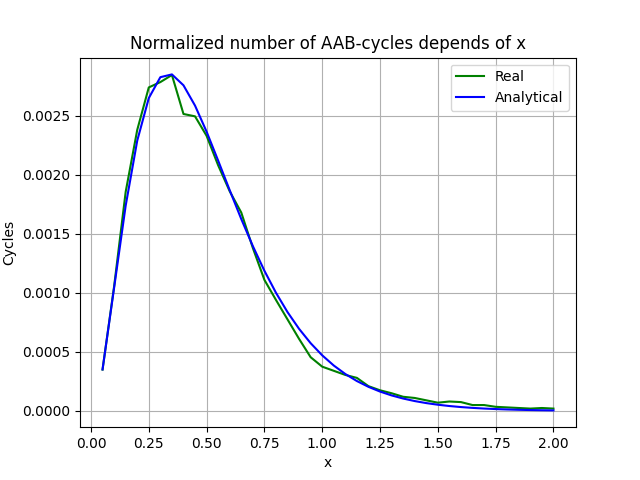 Normalized number of AAB-cycles depends of x
Real
Analytical
Cycles
0.0025
0.0020
0.0015
0.0010
0.0005
0.0000
0.00 0.25 0.50 0.75 1.00 1.25 1.50 1.75 2.00
x